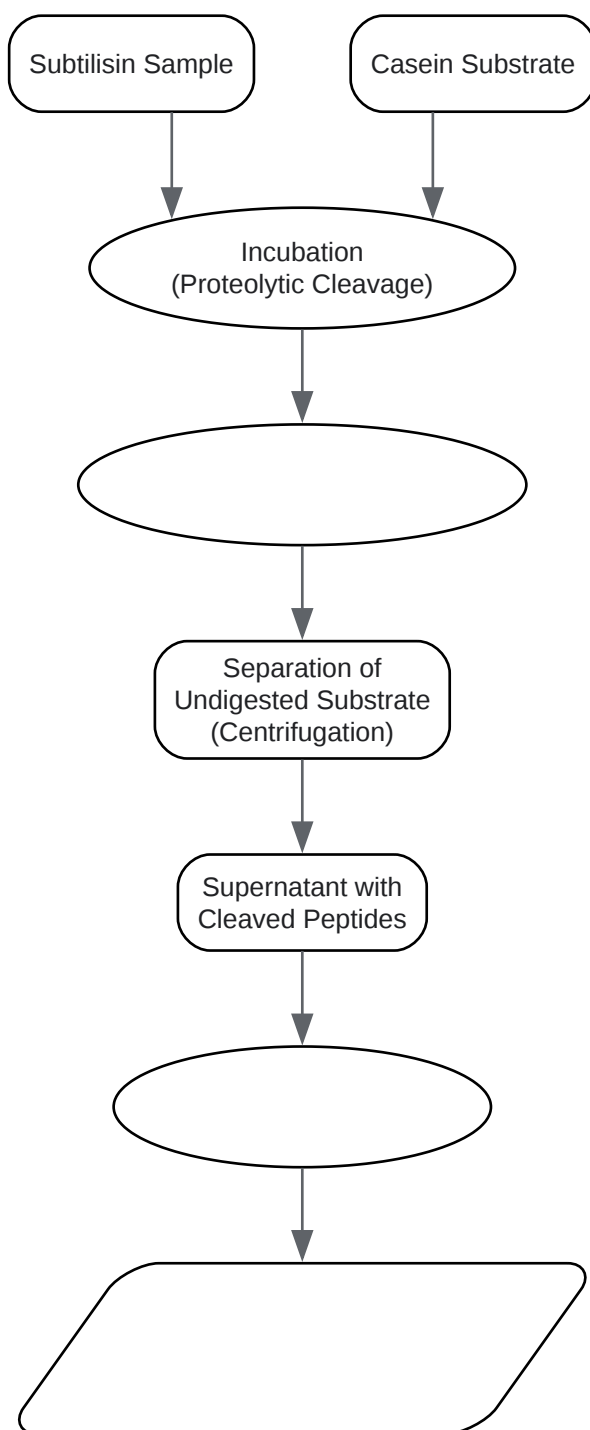 Subtilisin Sample
Casein Substrate
Incubation
(Proteolytic Cleavage)
Separation of
Undigested Substrate
(Centrifugation)
Supernatant with
Cleaved Peptides